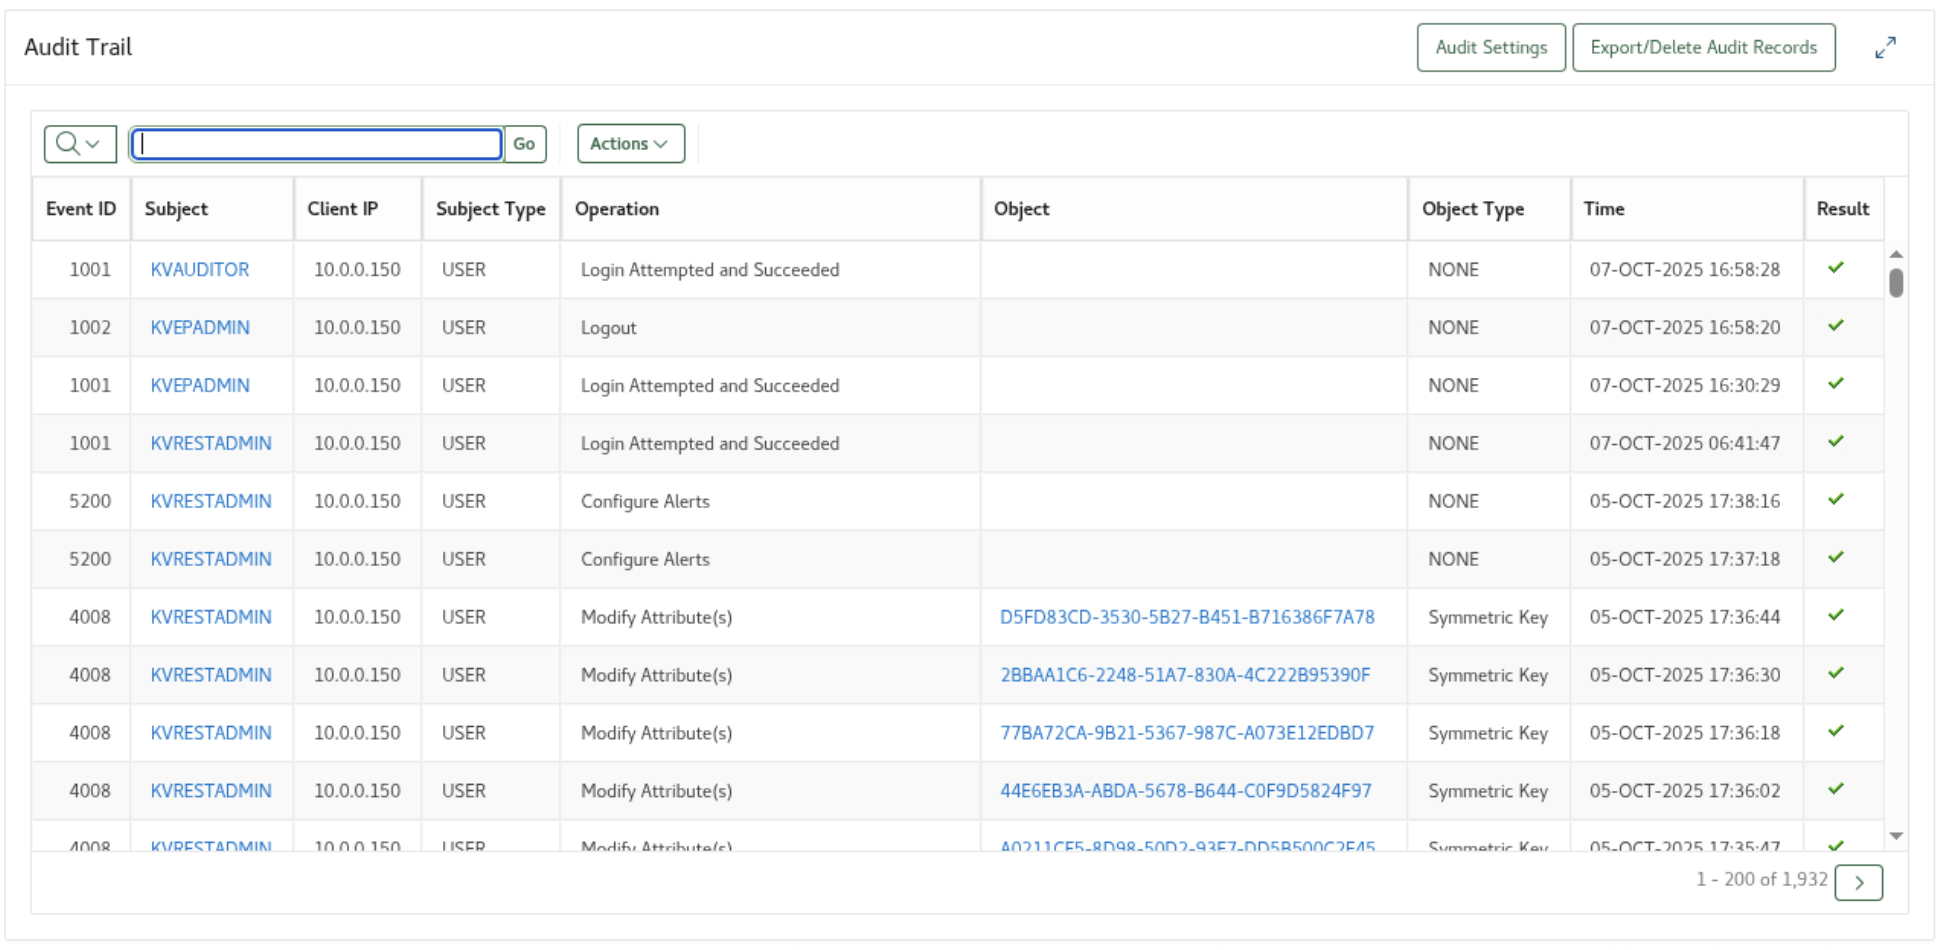 Audit Trail
Audit Settings
Export/Delete Audit Records
Go
Actions
Event ID Subject Client IP Subject Type Operation Object Object Type Time Result
1001 KVAUDITOR 10.0.0.150 USER Login Attempted and Succeeded NONE 07-OCT-2025 16:58:28
1002 KVEPADMIN 10.0.0.150 USER Logout NONE 07-OCT-2025 16:58:20
1001 KVEPADMIN 10.0.0.150 USER Login Attempted and Succeeded NONE 07-OCT-2025 16:30:29
1001 KVRESTADMIN 10.0.0.150 USER Login Attempted and Succeeded NONE 07-OCT-2025 06:41:47
5200 KVRESTADMIN 10.0.0.150 USER Configure Alerts NONE 05-OCT-2025 17:38:16
5200 KVRESTADMIN 10.0.0.150 USER Configure Alerts NONE 05-OCT-2025 17:37:18
4008 KVRESTADMIN 10.0.0.150 USER Modify Attribute(s) D5FD83CD-3530-5B27-B451-B716386F7A78 Symmetric Key 05-OCT-2025 17:36:44
4008 KVRESTADMIN 10.0.0.150 USER Modify Attribute(s) 2BBAA1C6-2248-51A7-830A-4C222B95390F Symmetric Key 05-OCT-2025 17:36:30
4008 KVRESTADMIN 10.0.0.150 USER Modify Attribute(s) 77BA72CA-9B21-5367-987C-A073E12EDBD7 Symmetric Key 05-OCT-2025 17:36:18
4008 KVRESTADMIN 10.0.0.150 USER Modify Attribute(s) 44E6EB3A-ABDA-5678-B644-C0F9D5824F97 Symmetric Key 05-OCT-2025 17:36:02
4008 KVRESTADMIN 10.0.0.150 USER Modify Attribute(s) Symmetric Key 05-OCT-2025 17:35:47
1 - 200 of 1,932